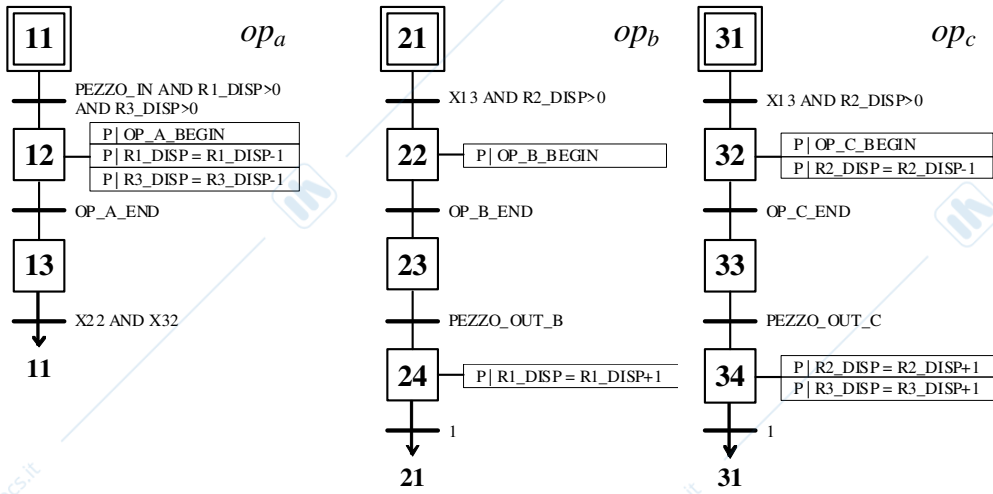 11
op_a
PEZZO_IN AND R1_DISP>0
AND R3_DISP>0
12
P | OP_A_BEGIN
P | R1_DISP = R1_DISP-1
P | R3_DISP = R3_DISP-1
OP_A_END
13
X22 AND X32
11
21
op_b
X13 AND R2_DISP>0
22
P | OP_B_BEGIN
OP_B_END
23
PEZZO_OUT_B
24
P | R1_DISP = R1_DISP+1
1
21
31
op_c
X13 AND R2_DISP>0
32
P | OP_C_BEGIN
P | R2_DISP = R2_DISP-1
OP_C_END
33
PEZZO_OUT_C
34
P | R2_DISP = R2_DISP+1
P | R3_DISP = R3_DISP+1
1
31